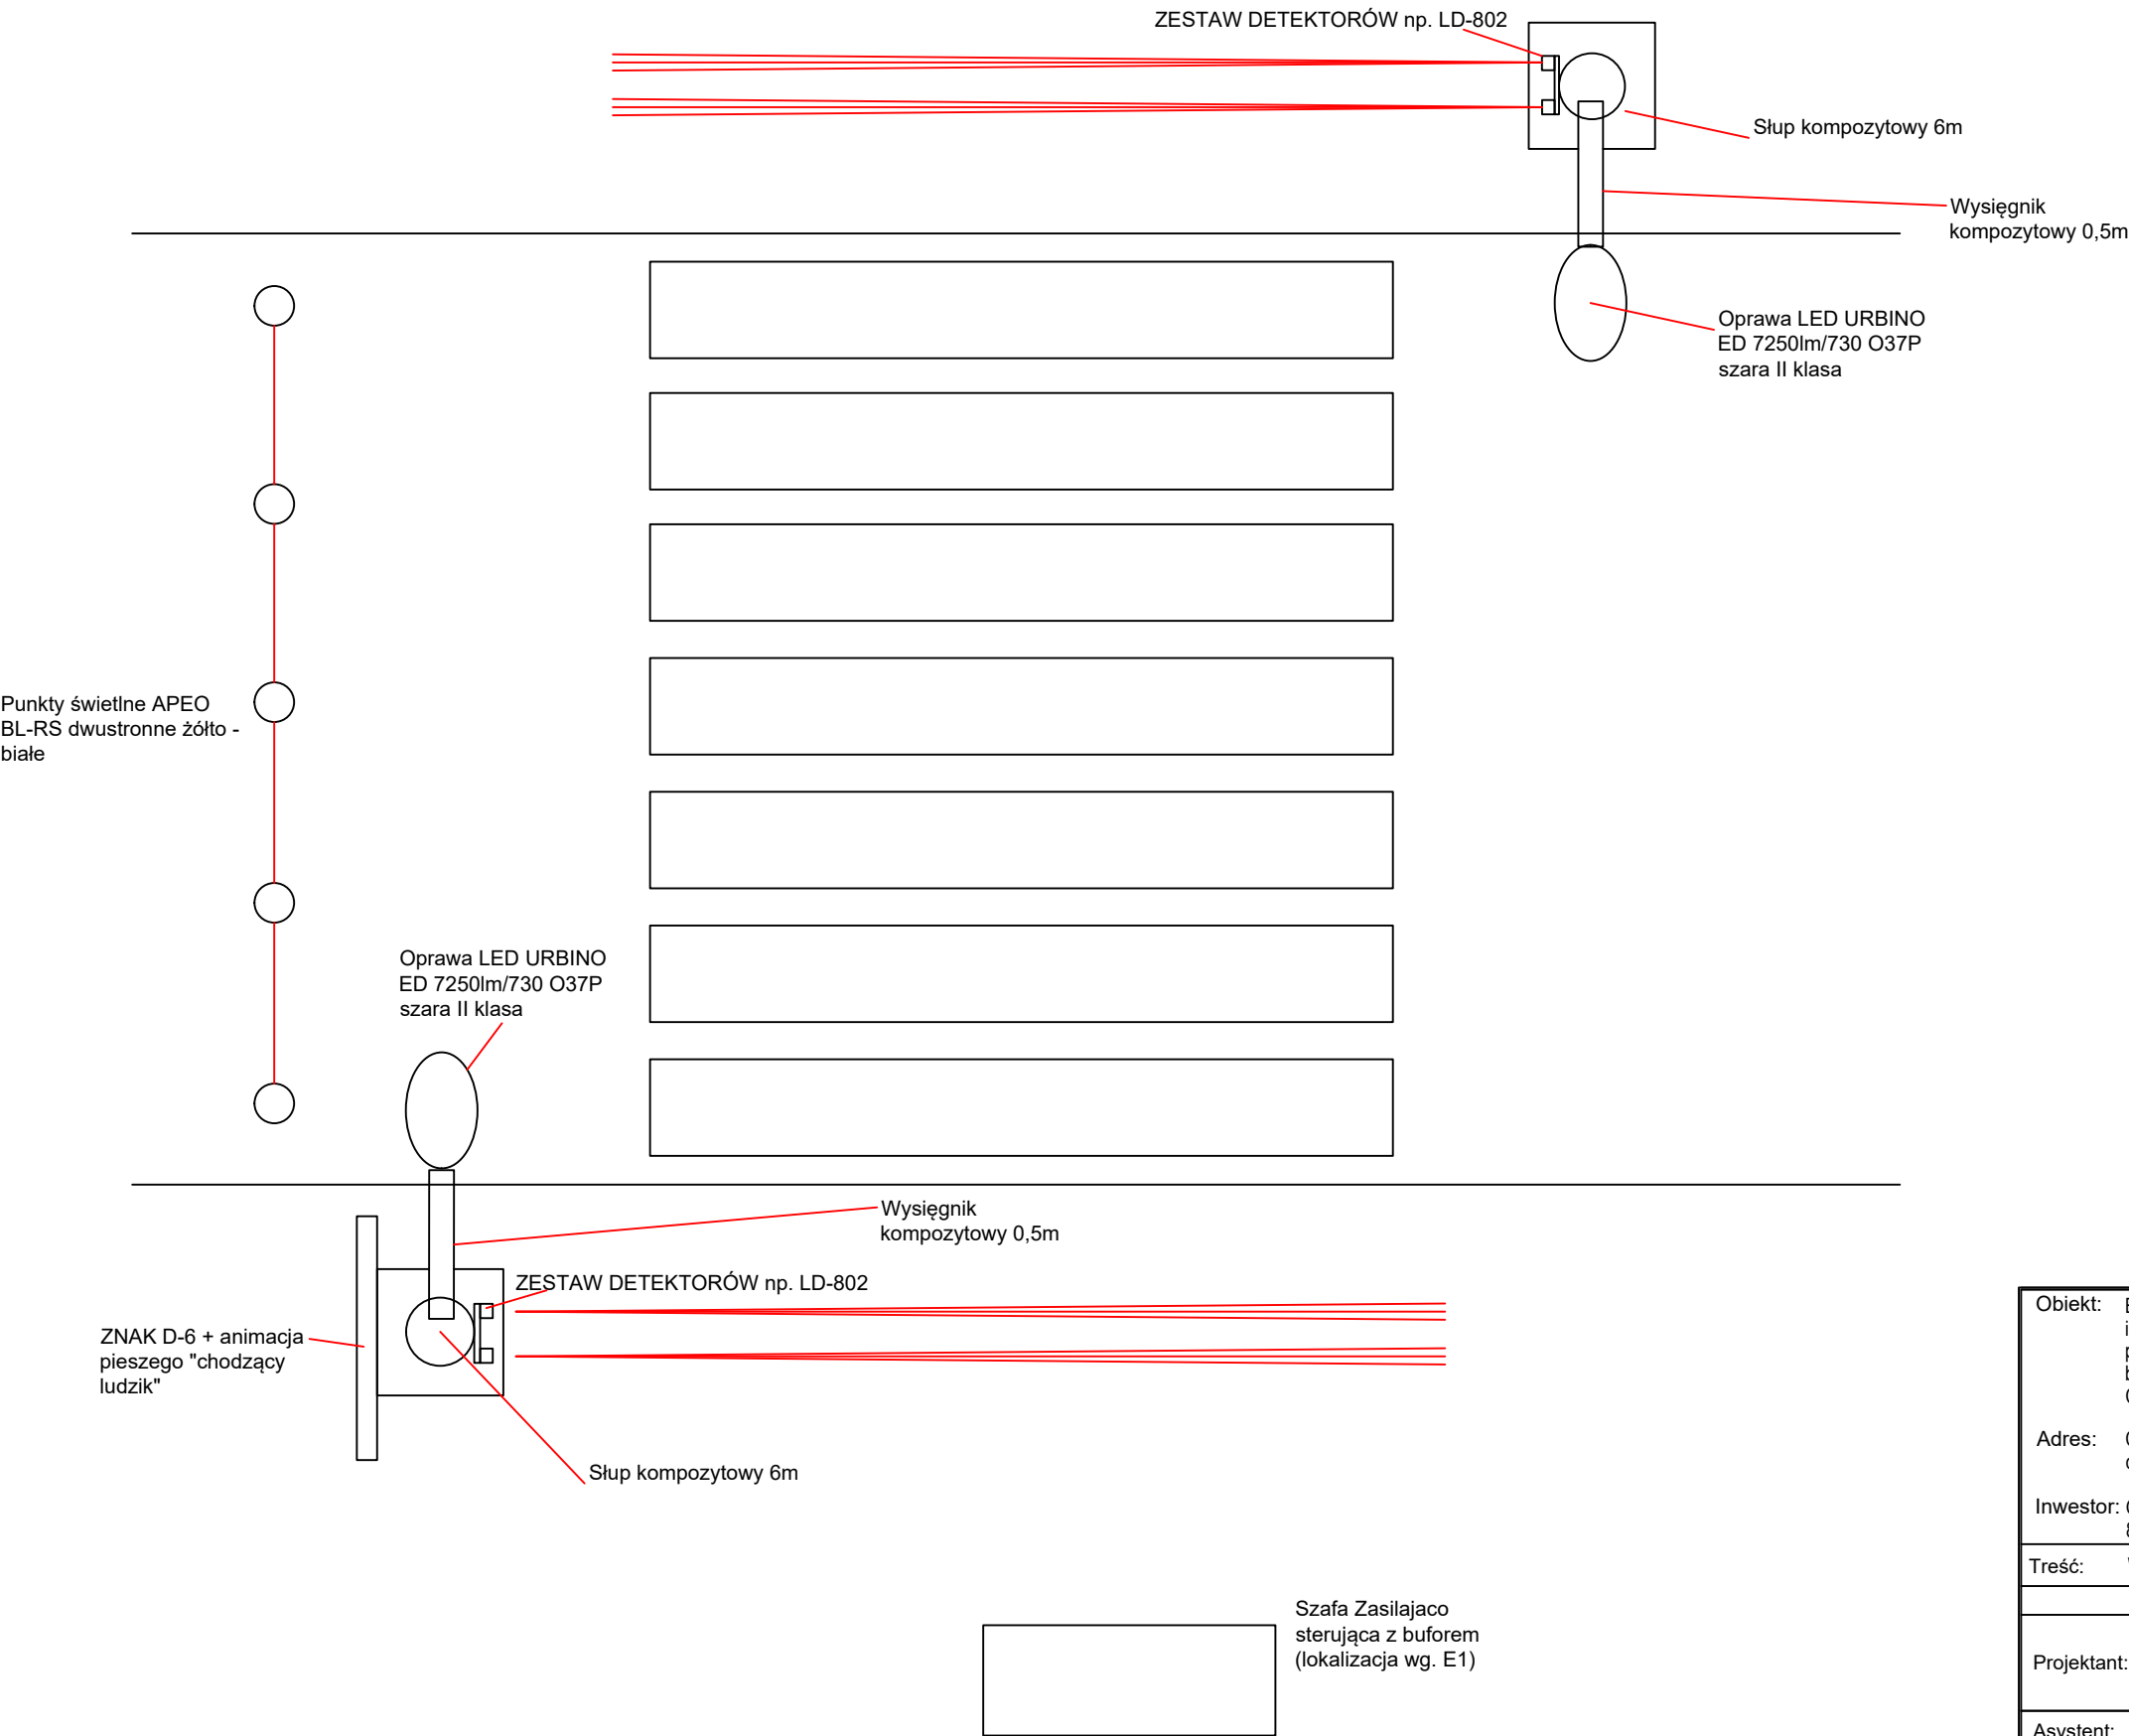 ZESTAW DETEKTORÓW np. LD-802
Słup kompozytowy 6m
Wysięgnik
kompozytowy 0,5m
Oprawa LED URBINO
ED 7250lm/730 O37P
szara II klasa
Punkty świetlne APEO
BL-RS dwustronne żółto -
białe
Oprawa LED URBINO
ED 7250lm/730 O37P
szara II klasa
Wysięgnik
kompozytowy 0,5m
ZESTAW DETEKTORÓW np. LD-802
ZNAK D-6 + animacja
pieszego "chodzący
ludzik"
Słup kompozytowy 6m
Szafa Zasilajaco
sterująca z buforem
(lokalizacja wg. E1)
Obiekt:
Adres:
Inwestor:
Treść:
Projektant:
Asystent: